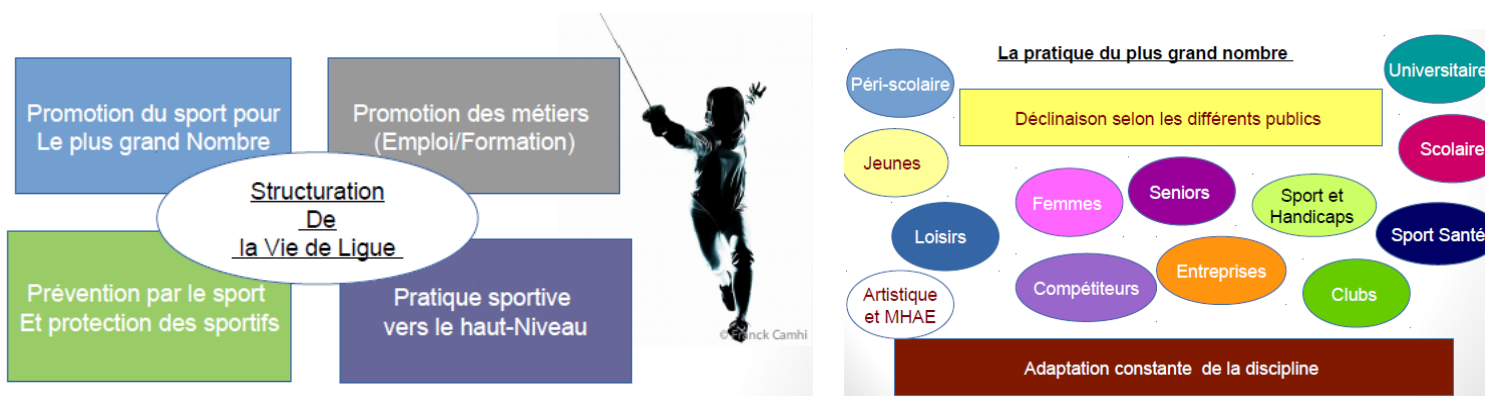 Promotion du sport pour
Le plus grand Nombre
Promotion des métiers
(Emploi/Formation)
Structuration
De
la Vie de Ligue
Prévention par le sport
Et protection des sportifs
Pratique sportive
vers le haut-Niveau
© Franck Camhi
La pratique du plus grand nombre
Péri-scolaire
Universitaire
Déclinaison selon les différents publics
Jeunes
Scolaire
Femmes
Seniors
Sport et
Handicaps
Loisirs
Sport Santé
Entreprises
Compétiteurs
Clubs
Artistique
et MHAE
Adaptation constante de la discipline